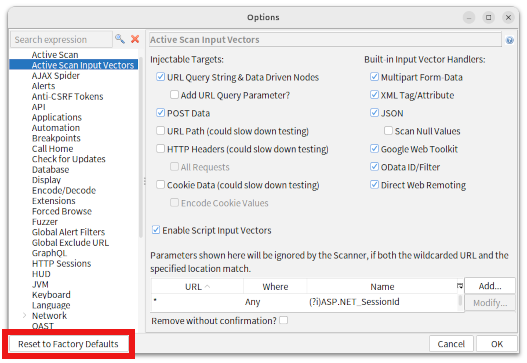 Options
Search expression
Active Scan Input Vectors
Active Scan
Active Scan Input Vectors
AJAX Spider
Alerts
Anti-CSRF Tokens
API
Applications
Automation
Breakpoints
Call Home
Check for Updates
Database
Display
Encode/Decode
Extensions
Forced Browse
Fuzzer
Global Alert Filters
Global Exclude URL
GraphQL
HTTP Sessions
HUD
JVM
Keyboard
Language
Network
OAST
Injectable Targets:
URL Query String & Data Driven Nodes
Add URL Query Parameter?
POST Data
URL Path (could slow down testing)
HTTP Headers (could slow down testing)
All Requests
Cookie Data (could slow down testing)
Encode Cookie Values
Built-in Input Vector Handlers:
Multipart Form-Data
XML Tag/Attribute
JSON
Scan Null Values
Google Web Toolkit
OData ID/Filter
Direct Web Remoting
Enable Script Input Vectors
Parameters shown here will be ignored by the Scanner, if both the wildcarded URL and the
specified location match.
URL Where Name
* Any (?i)ASP.NET_SessionId
Add...
Modify...
Remove without confirmation?
Reset to Factory Defaults
Cancel OK